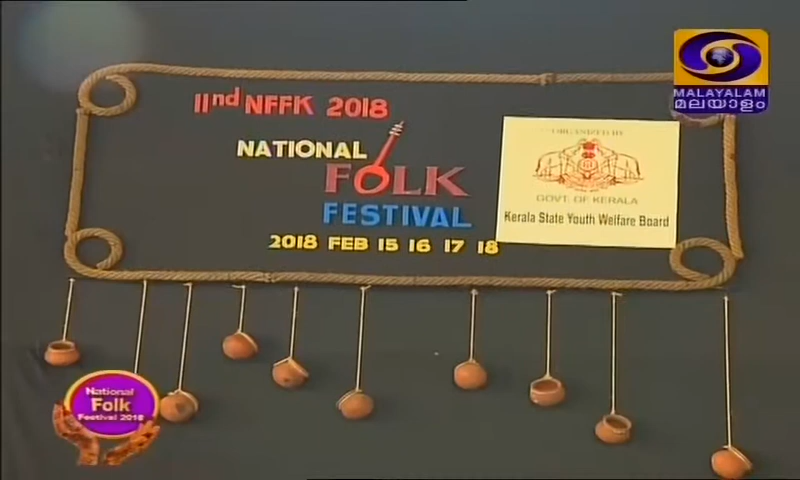 IInd NFFK 2018
NATIONAL
FOLK
FESTIVAL
2018 FEB 15 16 17 18
ORGANIZED BY
GOVT. OF KERALA
Kerala State Youth Welfare Board
MALAYALAM
മലയാളം
National
Folk
Festival 2018